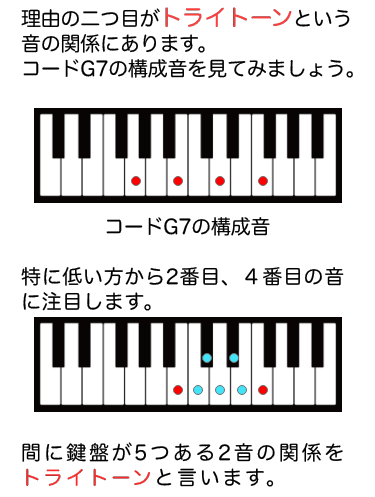 理由の二つ目がトライトーンという
音の関係にあります。
コードG7の構成音を見てみましょう。
コードG7の構成音
特に低い方から2番目、４番目の音
に注目します。
間に鍵盤が5つある2音の関係を
トライトーンと言います。